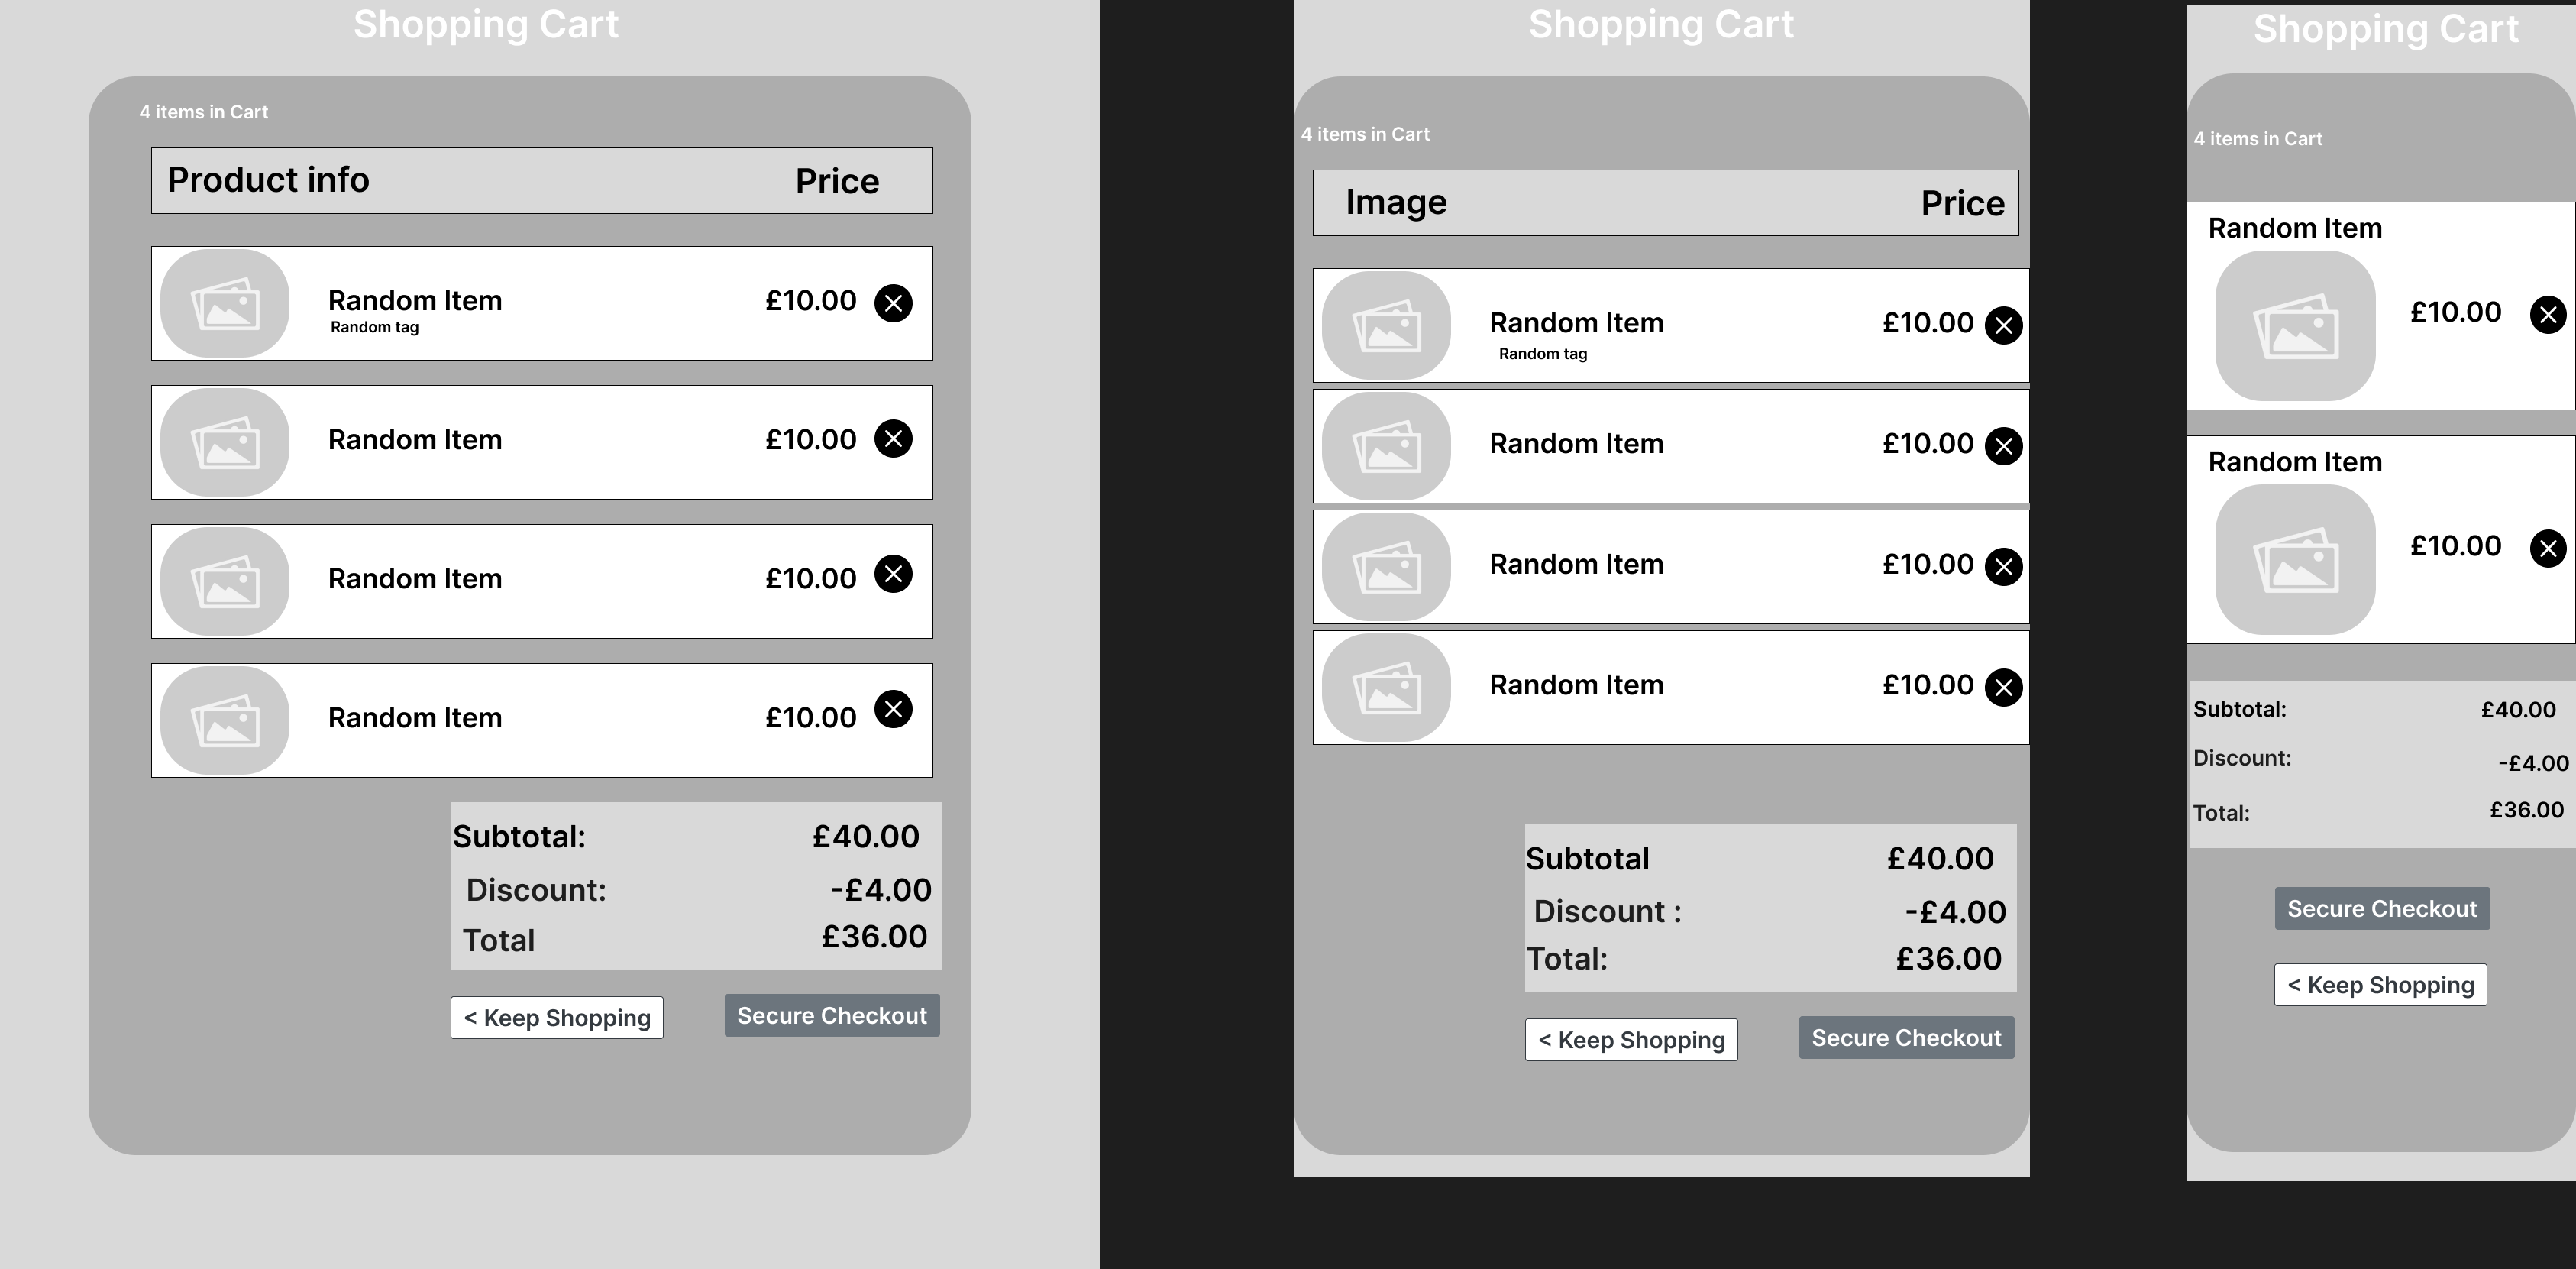 Shopping Cart
4 items in Cart
Product info Price
Random Item £10.00
Random tag
Random Item £10.00
Random Item £10.00
Random Item £10.00
Subtotal: £40.00
Discount: -£4.00
Total £36.00
< Keep Shopping Secure Checkout
Shopping Cart
4 items in Cart
Image Price
Random Item £10.00
Random tag
Random Item £10.00
Random Item £10.00
Random Item £10.00
Subtotal £40.00
Discount : -£4.00
Total: £36.00
< Keep Shopping Secure Checkout
Shopping Cart
4 items in Cart
Random Item
£10.00
Random Item
£10.00
Subtotal: £40.00
Discount: -£4.00
Total: £36.00
Secure Checkout
< Keep Shopping